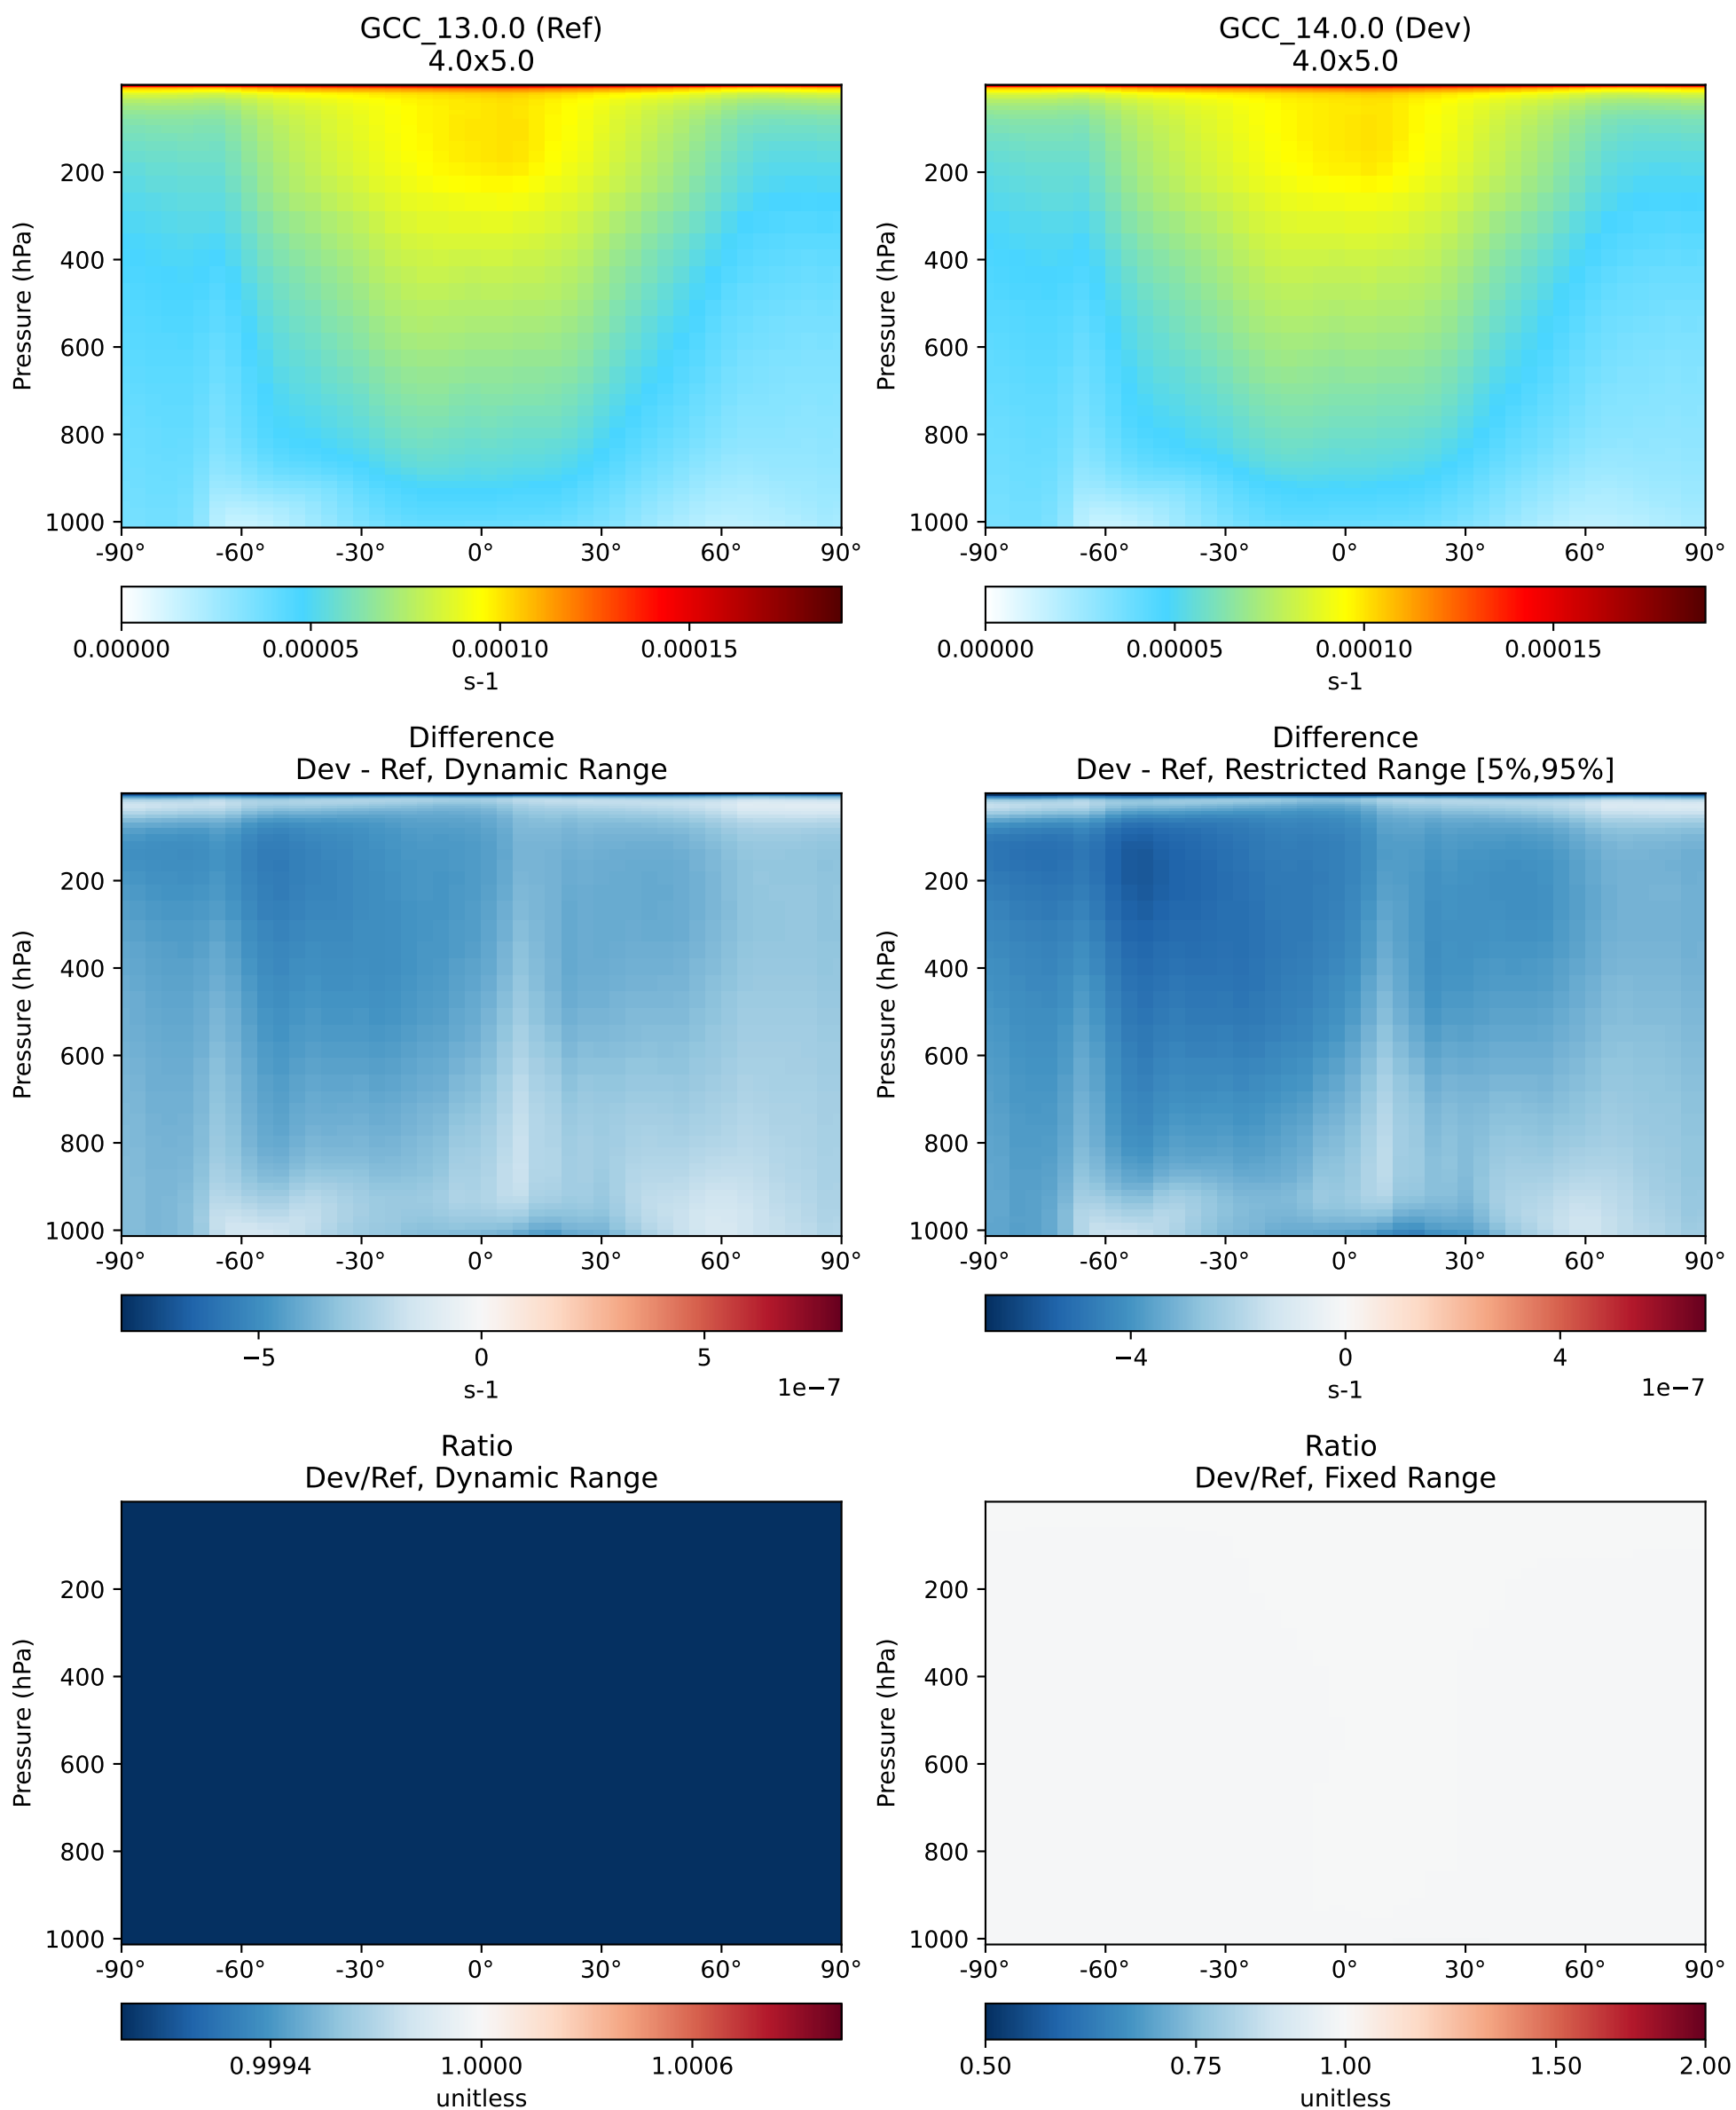 GCC_13.0.0 (Ref)
4.0x5.0
Pressure (hPa)
200
400
600
800
1000
-90° -60° -30° 0° 30° 60° 90°
0.00000 0.00005 0.00010 0.00015
s-1
GCC_14.0.0 (Dev)
4.0x5.0
Pressure (hPa)
200
400
600
800
1000
-90° -60° -30° 0° 30° 60° 90°
0.00000 0.00005 0.00010 0.00015
s-1
Difference
Dev - Ref, Dynamic Range
Pressure (hPa)
200
400
600
800
1000
-90° -60° -30° 0° 30° 60° 90°
−5 0 5
s-1 1e−7
Difference
Dev - Ref, Restricted Range [5%,95%]
Pressure (hPa)
200
400
600
800
1000
-90° -60° -30° 0° 30° 60° 90°
−4 0 4
s-1 1e−7
Ratio
Dev/Ref, Dynamic Range
Pressure (hPa)
200
400
600
800
1000
-90° -60° -30° 0° 30° 60° 90°
0.9994 1.0000 1.0006
unitless
Ratio
Dev/Ref, Fixed Range
Pressure (hPa)
200
400
600
800
1000
-90° -60° -30° 0° 30° 60° 90°
0.50 0.75 1.00 1.50 2.00
unitless